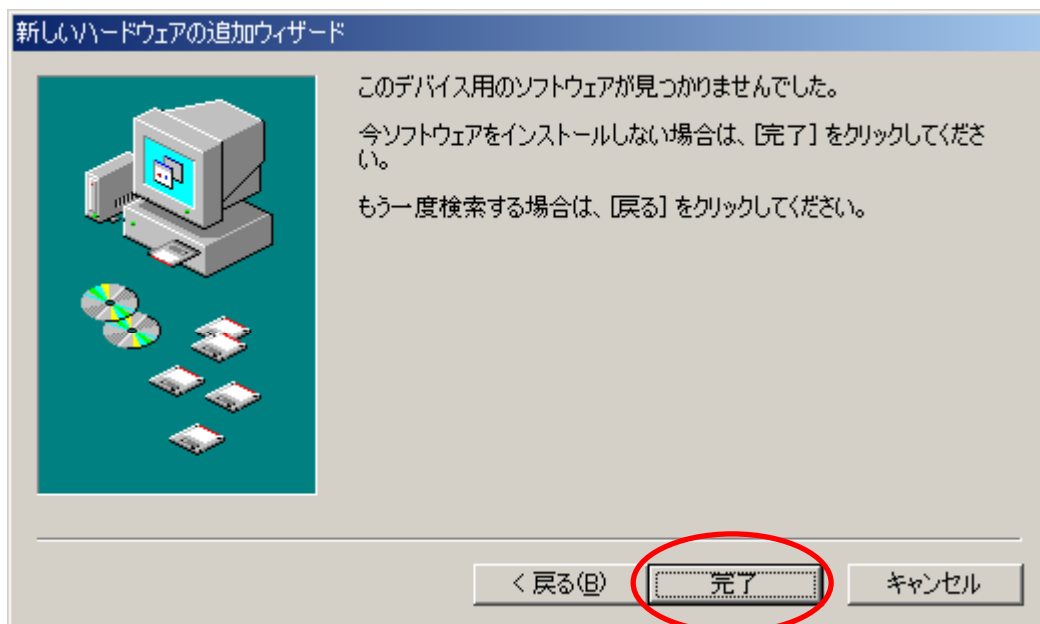 新しいハードウェアの追加ウィザード
このデバイス用のソフトウェアが見つかりませんでした。
今ソフトウェアをインストールしない場合は、[完了] をクリックしてくださ
い。
もう一度検索する場合は、[戻る] をクリックしてください。
< 戻る(B)
完了
キャンセル